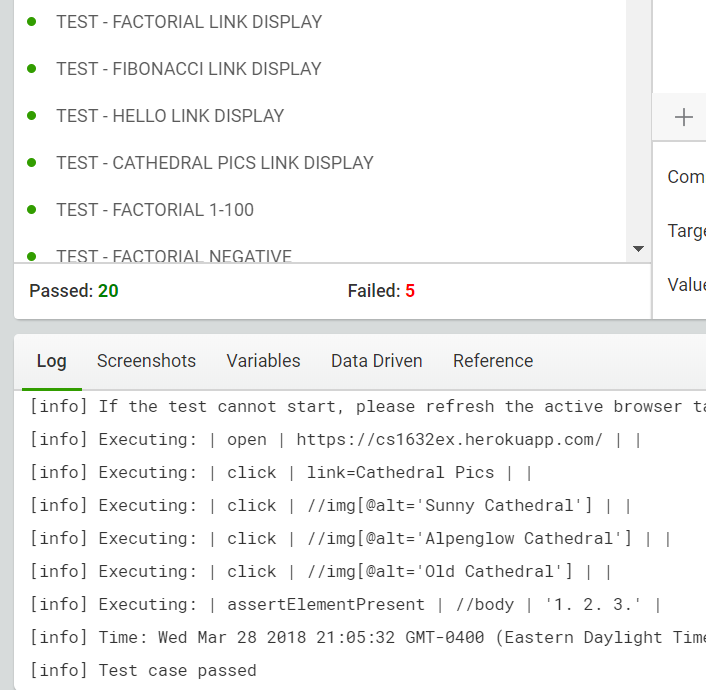 TEST - FACTORIAL LINK DISPLAY
TEST - FIBONACCI LINK DISPLAY
TEST - HELLO LINK DISPLAY
TEST - CATHEDRAL PICS LINK DISPLAY
TEST - FACTORIAL 1-100
TEST - FACTORIAL NEGATIVE
Passed: 20 Failed: 5
Com
Targe
Value
Log Screenshots Variables Data Driven Reference
[info] If the test cannot start, please refresh the active browser ta
[info] Executing: | open | https://cs1632ex.herokuapp.com/ | |
[info] Executing: | click | link=Cathedral Pics | |
[info] Executing: | click | //img[@alt='Sunny Cathedral'] | |
[info] Executing: | click | //img[@alt='Alpenglow Cathedral'] | |
[info] Executing: | click | //img[@alt='Old Cathedral'] | |
[info] Executing: | assertElementPresent | //body | '1. 2. 3.' |
[info] Time: Wed Mar 28 2018 21:05:32 GMT-0400 (Eastern Daylight Time
[info] Test case passed